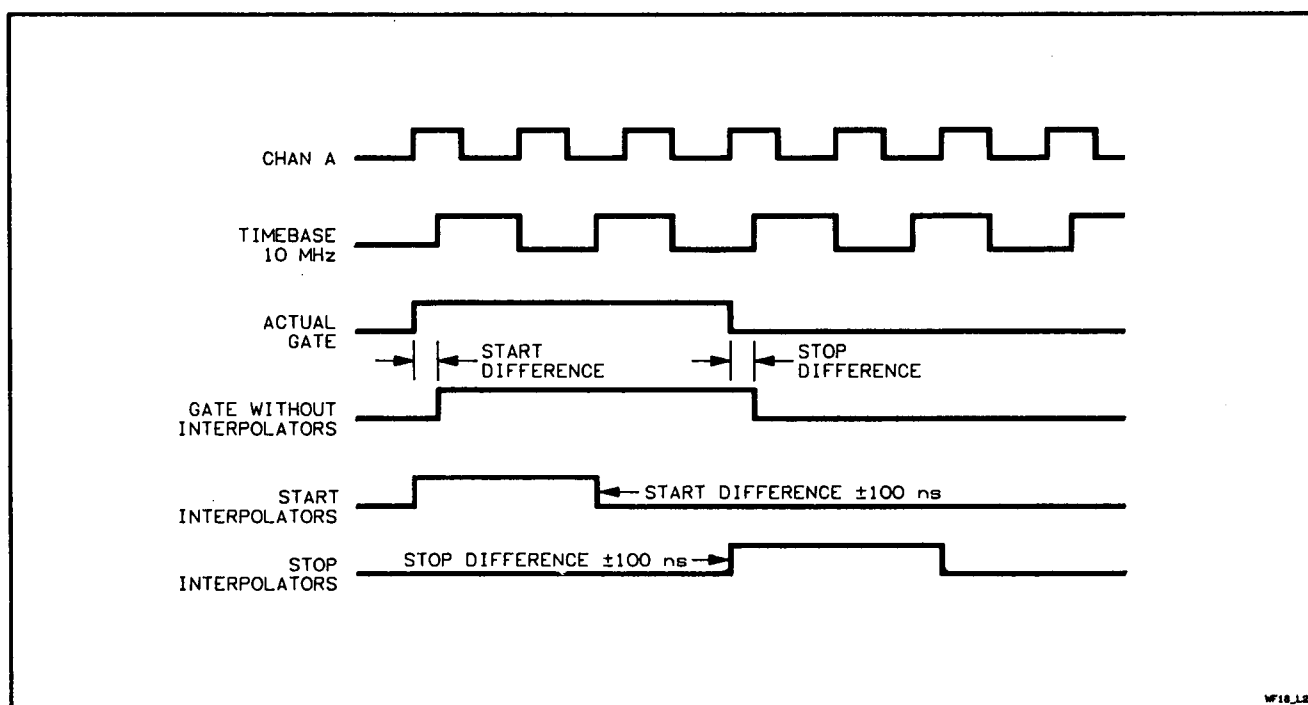 CHAN A
TIMEBASE
10 MHz
ACTUAL
GATE
START
DIFFERENCE
STOP
DIFFERENCE
GATE WITHOUT
INTERPOLATORS
START
INTERPOLATORS
START DIFFERENCE ±100 ns
STOP
INTERPOLATORS
STOP DIFFERENCE ±100 ns